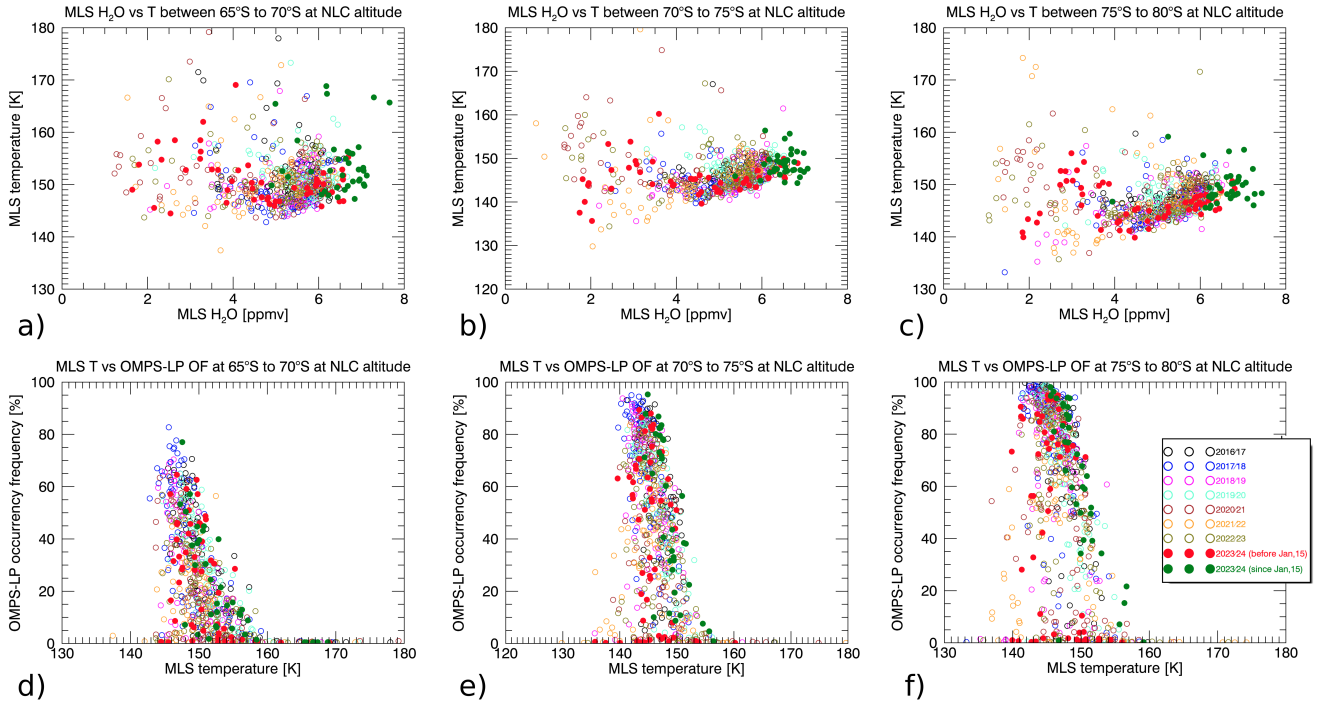 MLS H₂O vs T between 65°S to 70°S at NLC altitude
MLS H₂O vs T between 70°S to 75°S at NLC altitude
MLS H₂O vs T between 75°S to 80°S at NLC altitude
MLS temperature [K]
180
170
160
150
140
130
0 2 4 6 8
MLS H₂O [ppmv]
a)
MLS temperature [K]
180
170
160
150
140
130
120
0 2 4 6 8
MLS H₂O [ppmv]
b)
MLS temperature [K]
180
170
160
150
140
130
0 2 4 6 8
MLS H₂O [ppmv]
c)
MLS T vs OMPS-LP OF at 65°S to 70°S at NLC altitude
MLS T vs OMPS-LP OF at 70°S to 75°S at NLC altitude
MLS T vs OMPS-LP OF at 75°S to 80°S at NLC altitude
OMPS-LP occurrency frequency [%]
100
80
60
40
20
0
130 140 150 160 170 180
MLS temperature [K]
d)
OMPS-LP occurrency frequency [%]
100
80
60
40
20
0
120 130 140 150 160 170 180
MLS temperature [K]
e)
OMPS-LP occurrency frequency [%]
100
80
60
40
20
0
130 140 150 160 170 180
MLS temperature [K]
f)
2016/17
2017/18
2018/19
2019/20
2020/21
2021/22
2022/23
2023/24 (before Jan,15)
2023/24 (since Jan,15)